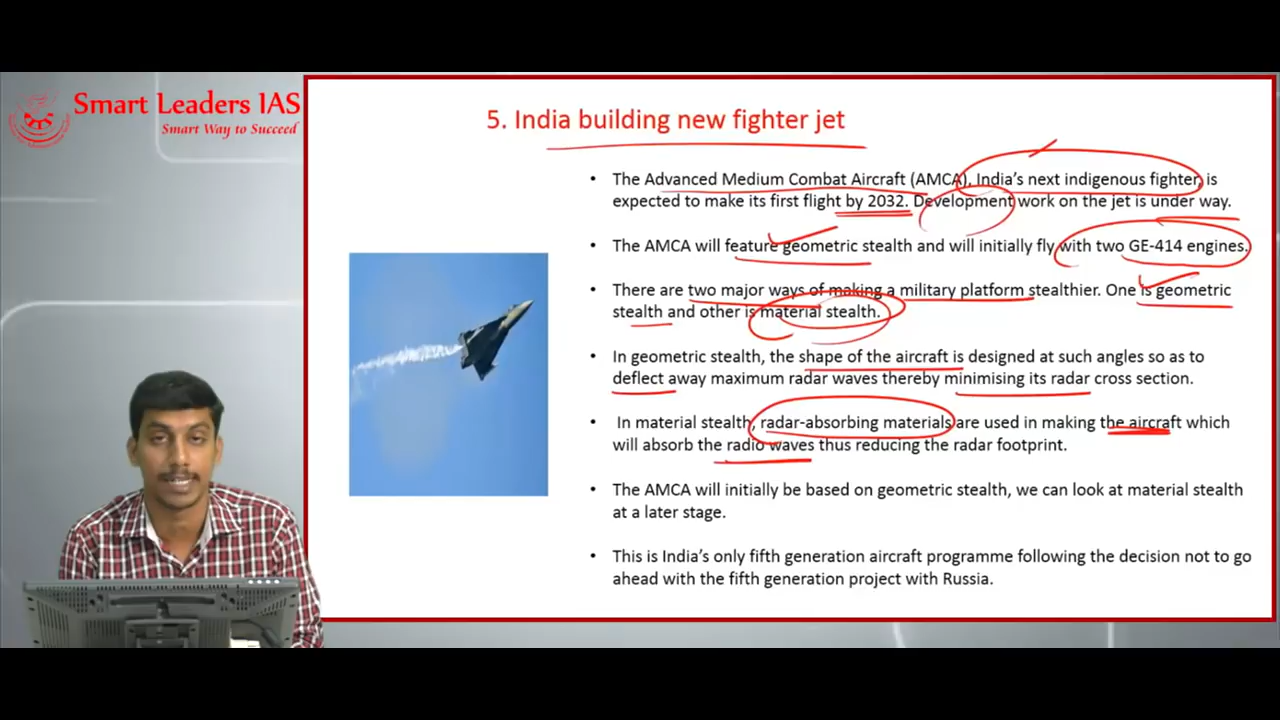 Smart Leaders IAS
Smart Way to Succeed
5. India building new fighter jet
• The Advanced Medium Combat Aircraft (AMCA), India's next indigenous fighter, is
expected to make its first flight by 2032. Development work on the jet is under way.
• The AMCA will feature geometric stealth and will initially fly with two GE-414 engines.
• There are two major ways of making a military platform stealthier. One is geometric
stealth and other is material stealth.
• In geometric stealth, the shape of the aircraft is designed at such angles so as to
deflect away maximum radar waves thereby minimising its radar cross section.
• In material stealth, radar-absorbing materials are used in making the aircraft which
will absorb the radio waves thus reducing the radar footprint.
• The AMCA will initially be based on geometric stealth, we can look at material stealth
at a later stage.
• This is India's only fifth generation aircraft programme following the decision not to go
ahead with the fifth generation project with Russia.